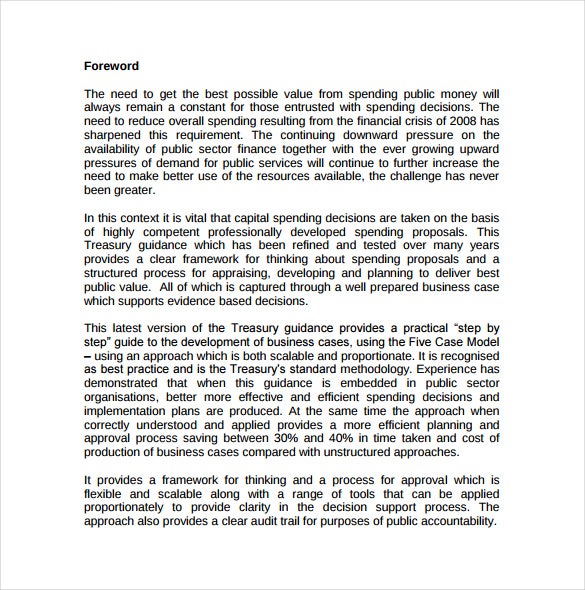 Foreword
The need to get the best possible value from spending public money will
always remain a constant for those entrusted with spending decisions. The
need to reduce overall spending resulting from the financial crisis of 2008 has
sharpened this requirement. The continuing downward pressure on the
availability of public sector finance together with the ever growing upward
pressures of demand for public services will continue to further increase the
need to make better use of the resources available, the challenge has never
been greater.
In this context it is vital that capital spending decisions are taken on the basis
of highly competent professionally developed spending proposals. This
Treasury guidance which has been refined and tested over many years
provides a clear framework for thinking about spending proposals and a
structured process for appraising, developing and planning to deliver best
public value. All of which is captured through a well prepared business case
which supports evidence based decisions.
This latest version of the Treasury guidance provides a practical “step by
step” guide to the development of business cases, using the Five Case Model
– using an approach which is both scalable and proportionate. It is recognised
as best practice and is the Treasury’s standard methodology. Experience has
demonstrated that when this guidance is embedded in public sector
organisations, better more effective and efficient spending decisions and
implementation plans are produced. At the same time the approach when
correctly understood and applied provides a more efficient planning and
approval process saving between 30% and 40% in time taken and cost of
production of business cases compared with unstructured approaches.
It provides a framework for thinking and a process for approval which is
flexible and scalable along with a range of tools that can be applied
proportionately to provide clarity in the decision support process. The
approach also provides a clear audit trail for purposes of public accountability.